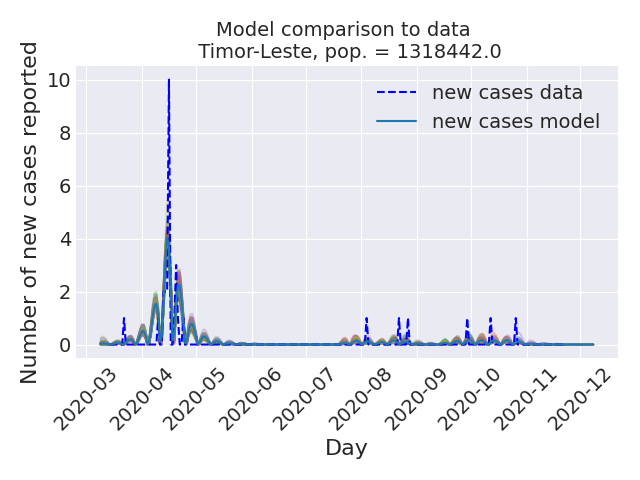 Model comparison to data
Timor-Leste, pop. = 1318442.0
Number of new cases reported
10
8
6
4
2
0
new cases data
new cases model
2020-03
2020-04
2020-05
2020-06
2020-07
2020-08
2020-09
2020-10
2020-11
2020-12
Day